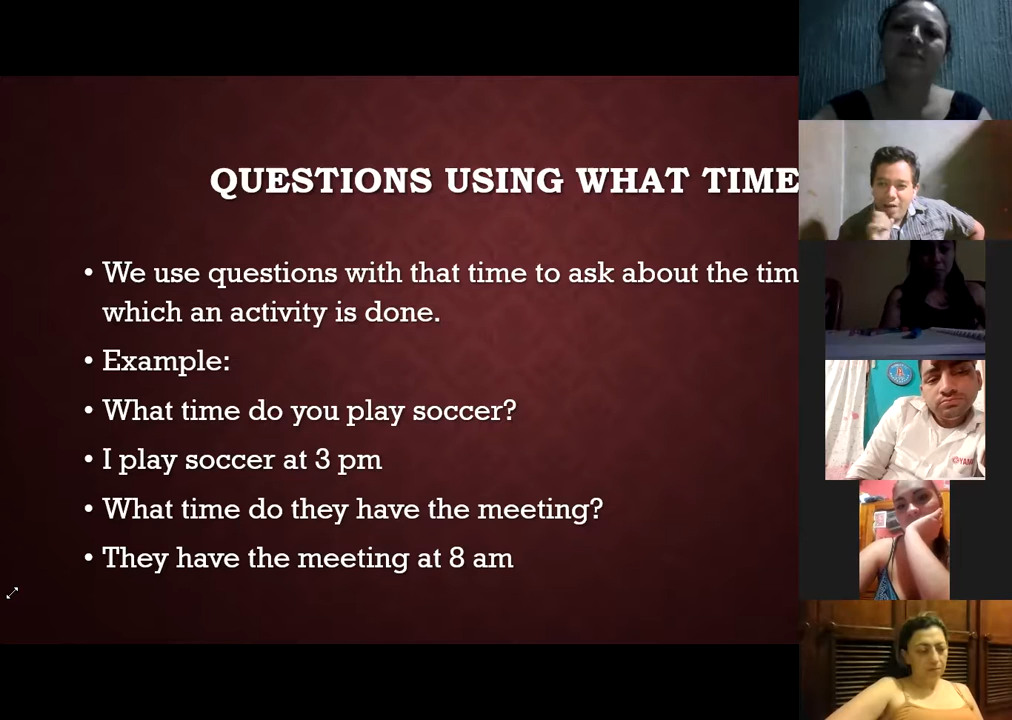 QUESTIONS USING WHAT TIME
• We use questions with that time to ask about the tim
which an activity is done.
• Example:
• What time do you play soccer?
• I play soccer at 3 pm
• What time do they have the meeting?
• They have the meeting at 8 am